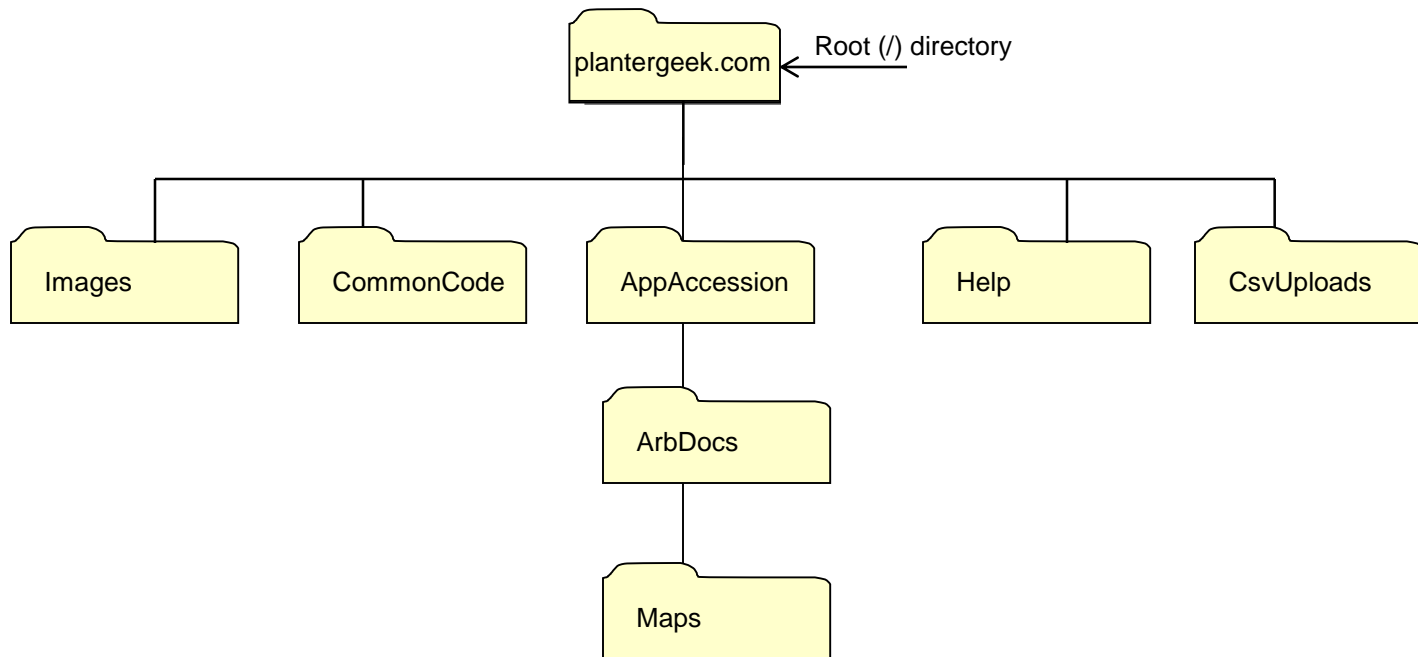 Root (/) directory
plantergeek.com
Images
CommonCode
AppAccession
Help
CsvUploads
ArbDocs
Maps